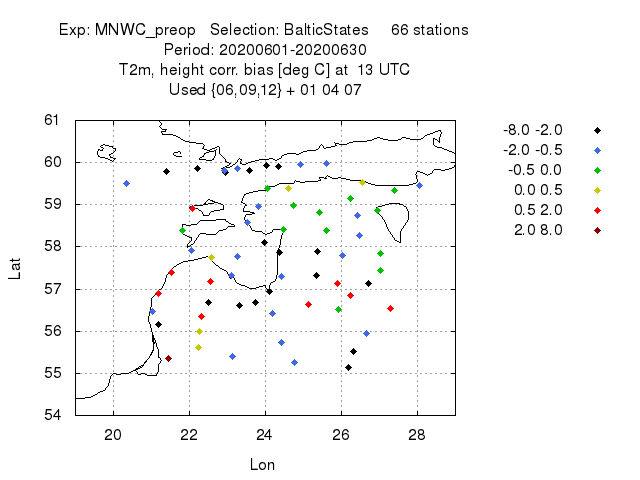 Exp: MNWC_preop Selection: BalticStates 66 stations
Period: 20200601-20200630
T2m, height corr. bias [deg C] at 13 UTC
Used {06,09,12} + 01 04 07
61
60
59
58
57
56
55
54
Lat
20 22 24 26 28
Lon
-8.0 -2.0
-2.0 -0.5
-0.5 0.0
0.0 0.5
0.5 2.0
2.0 8.0